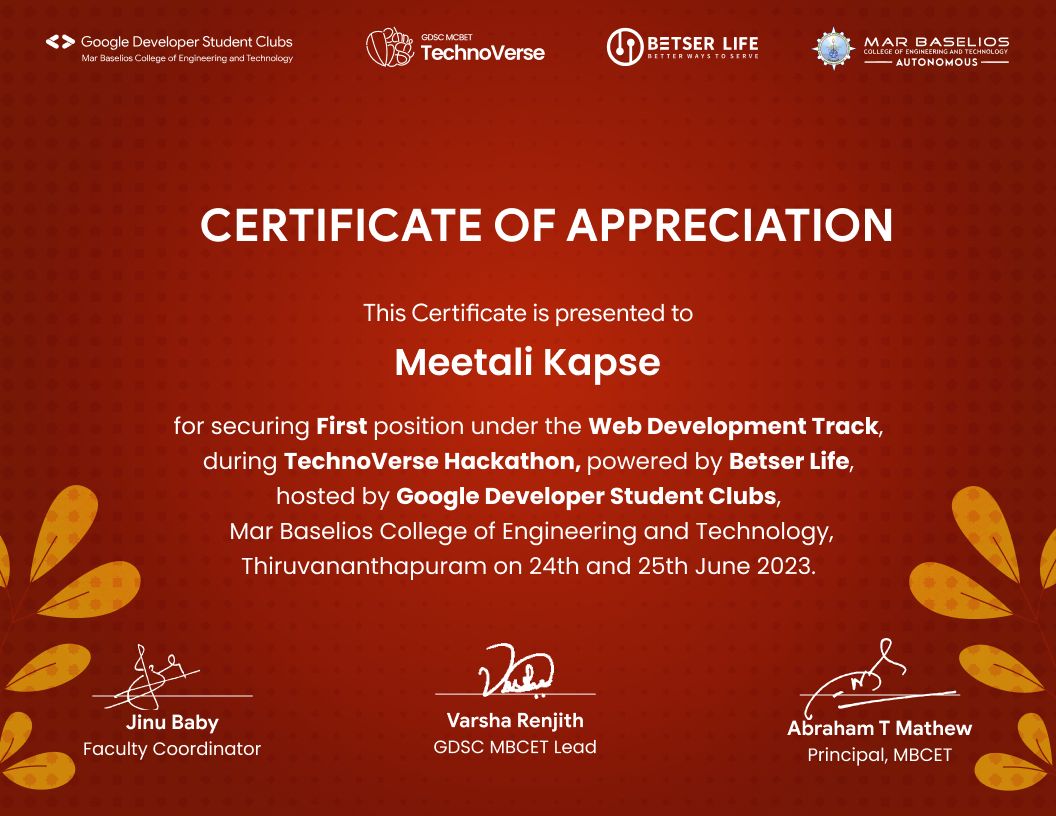 Google Developer Student Clubs
Mar Baselios College of Engineering and Technology
GDSC MCBET
TechnoVerse
BETSER LIFE
BETTER WAYS TO SERVE
MAR BASELIOS
COLLEGE OF ENGINEERING AND TECHNOLOGY
AUTONOMOUS
CERTIFICATE OF APPRECIATION
This Certificate is presented to
Meetali Kapse
for securing First position under the Web Development Track,
during TechnoVerse Hackathon, powered by Betser Life,
hosted by Google Developer Student Clubs,
Mar Baselios College of Engineering and Technology,
Thiruvananthapuram on 24th and 25th June 2023.
Varsha
Jinu Baby
Faculty Coordinator
Varsha Renjith
GDSC MBCET Lead
Abraham T Mathew
Principal, MBCET